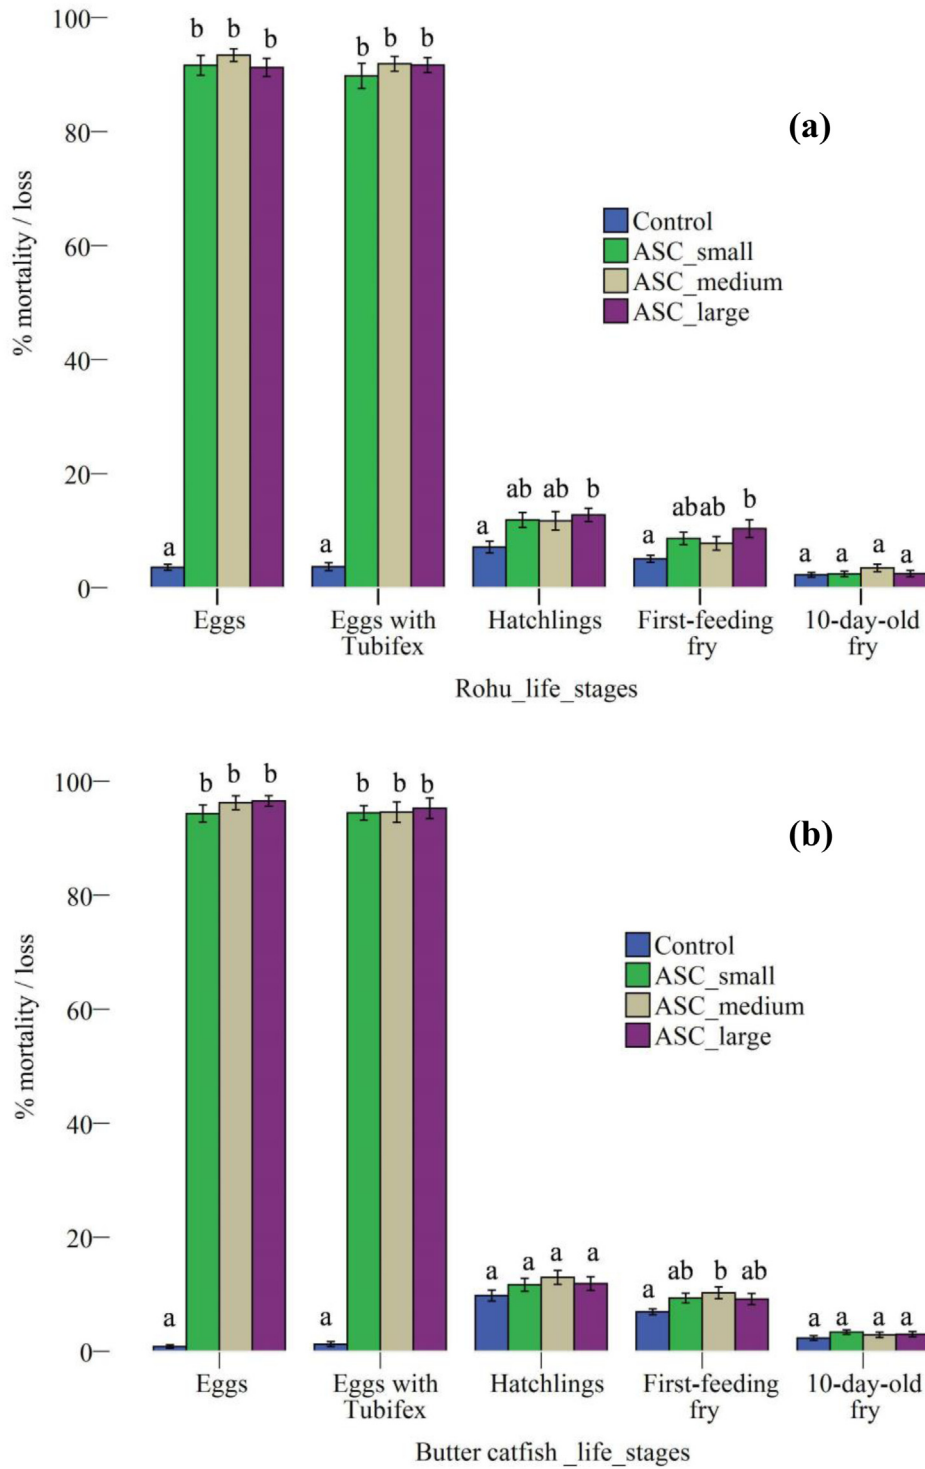 100
b b b
b b b
(a)
80
Control
ASC_small
ASC_medium
ASC_large
% mortality / loss
60
40
20
a
a
a ab ab b
a ab ab b
a a a a
0
Eggs
Eggs with
Tubifex
Hatchlings
First-feeding
fry
10-day-old
fry
Rohu_life_stages
100
b b b
b b b
(b)
80
Control
ASC_small
ASC_medium
ASC_large
% mortality / loss
60
40
20
a
a
a a a a
a ab b ab
a a a a
0
Eggs
Eggs with
Tubifex
Hatchlings
First-feeding
fry
10-day-old
fry
Butter catfish _life_stages